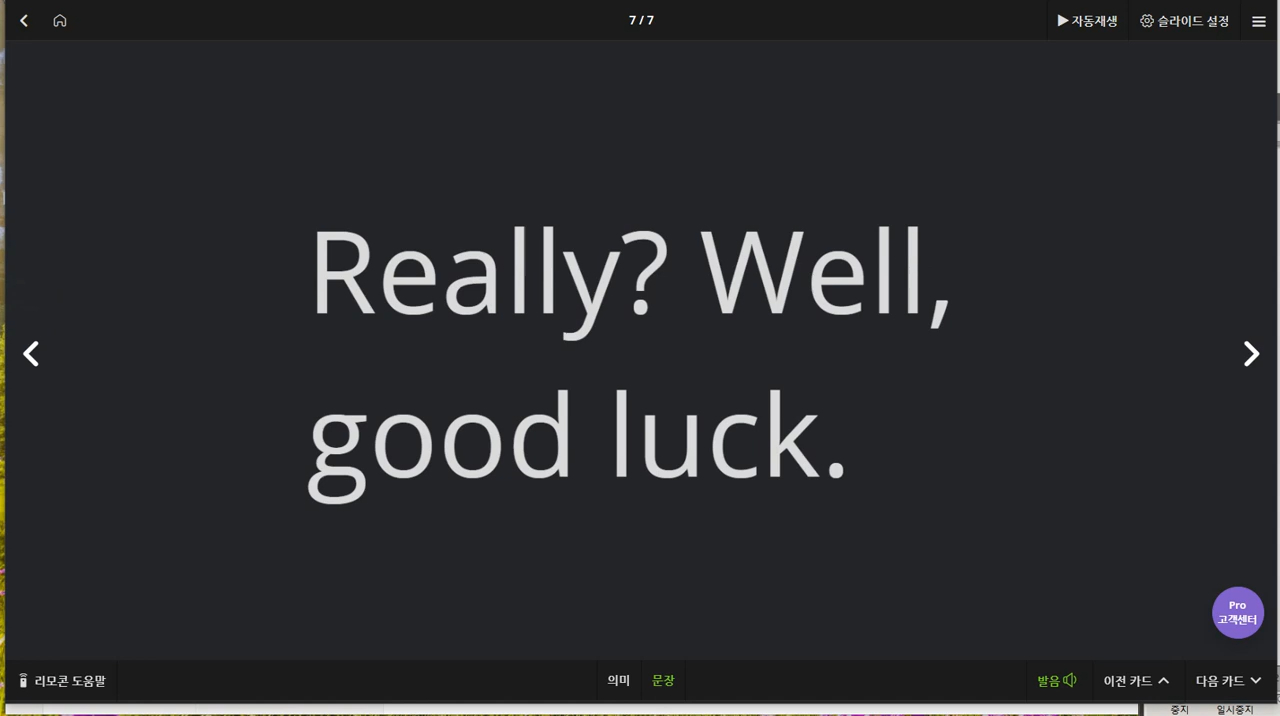 7 / 7
▶ 자동재생
슬라이드 설정
Really? Well,
good luck.
Pro
고객센터
리모콘 도움말
의미
문장
발음
이전 카드
다음 카드
중지
일시중지